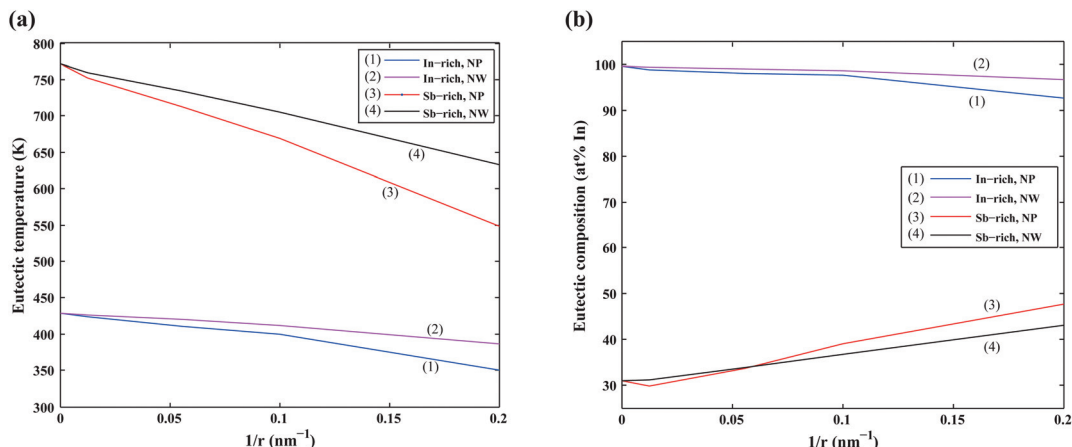 (a)
800
750
700
650
600
550
500
450
400
350
300
Eutectic temperature (K)
0
0.05
0.1
0.15
0.2
1/r (nm⁻¹)
(1) In−rich, NP
(2) In−rich, NW
(3) Sb−rich, NP
(4) Sb−rich, NW
(4)
(3)
(2)
(1)
(b)
100
90
80
70
60
50
40
30
Eutectic composition (at% In)
0
0.05
0.1
0.15
0.2
1/r (nm⁻¹)
(2)
(1)
(1) In−rich, NP
(2) In−rich, NW
(3) Sb−rich, NP
(4) Sb−rich, NW
(3)
(4)